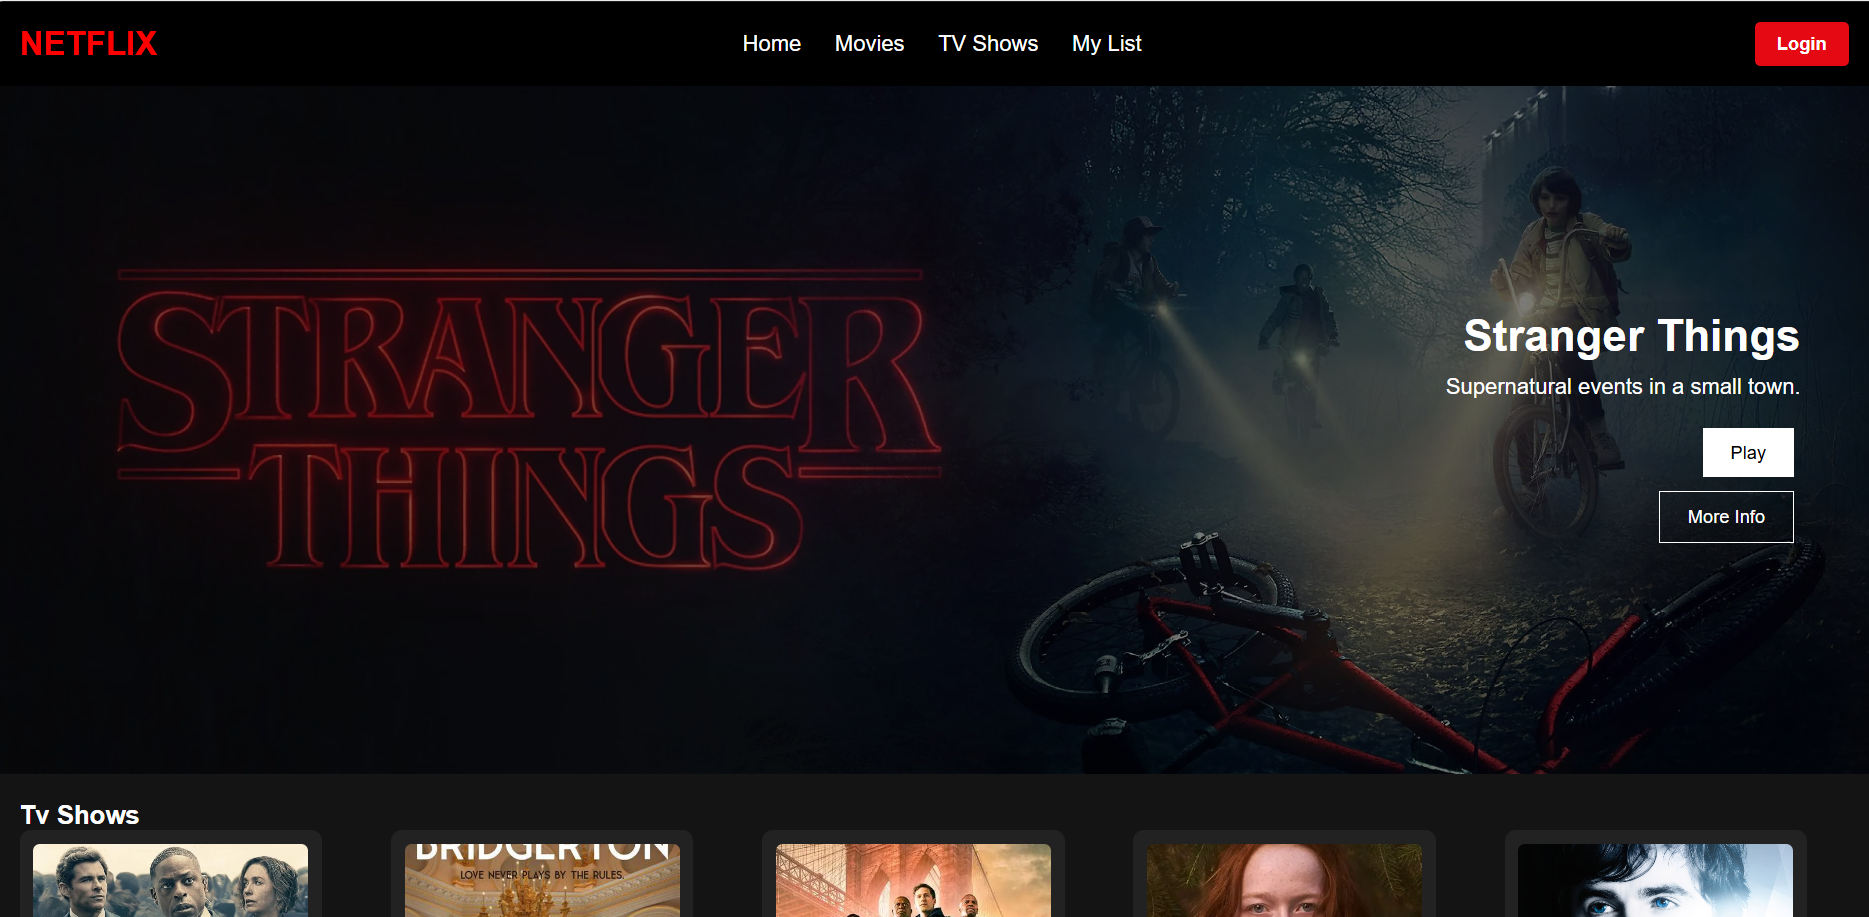 NETFLIX
Home Movies TV Shows My List
Login
STRANGER
THINGS
Stranger Things
Supernatural events in a small town.
Play
More Info
Tv Shows
BRIDGERTON
LOVE NEVER PLAYS BY THE RULES.